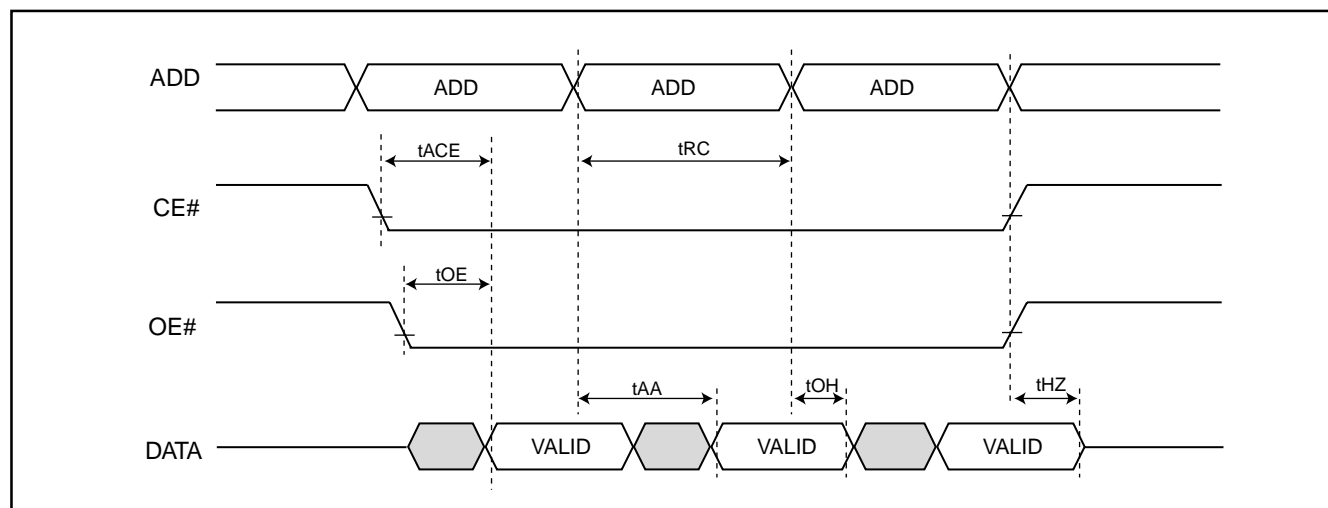 ADD ADD ADD ADD
tACE tRC
CE#
tOE
OE#
tAA tOH tHZ
DATA VALID VALID VALID